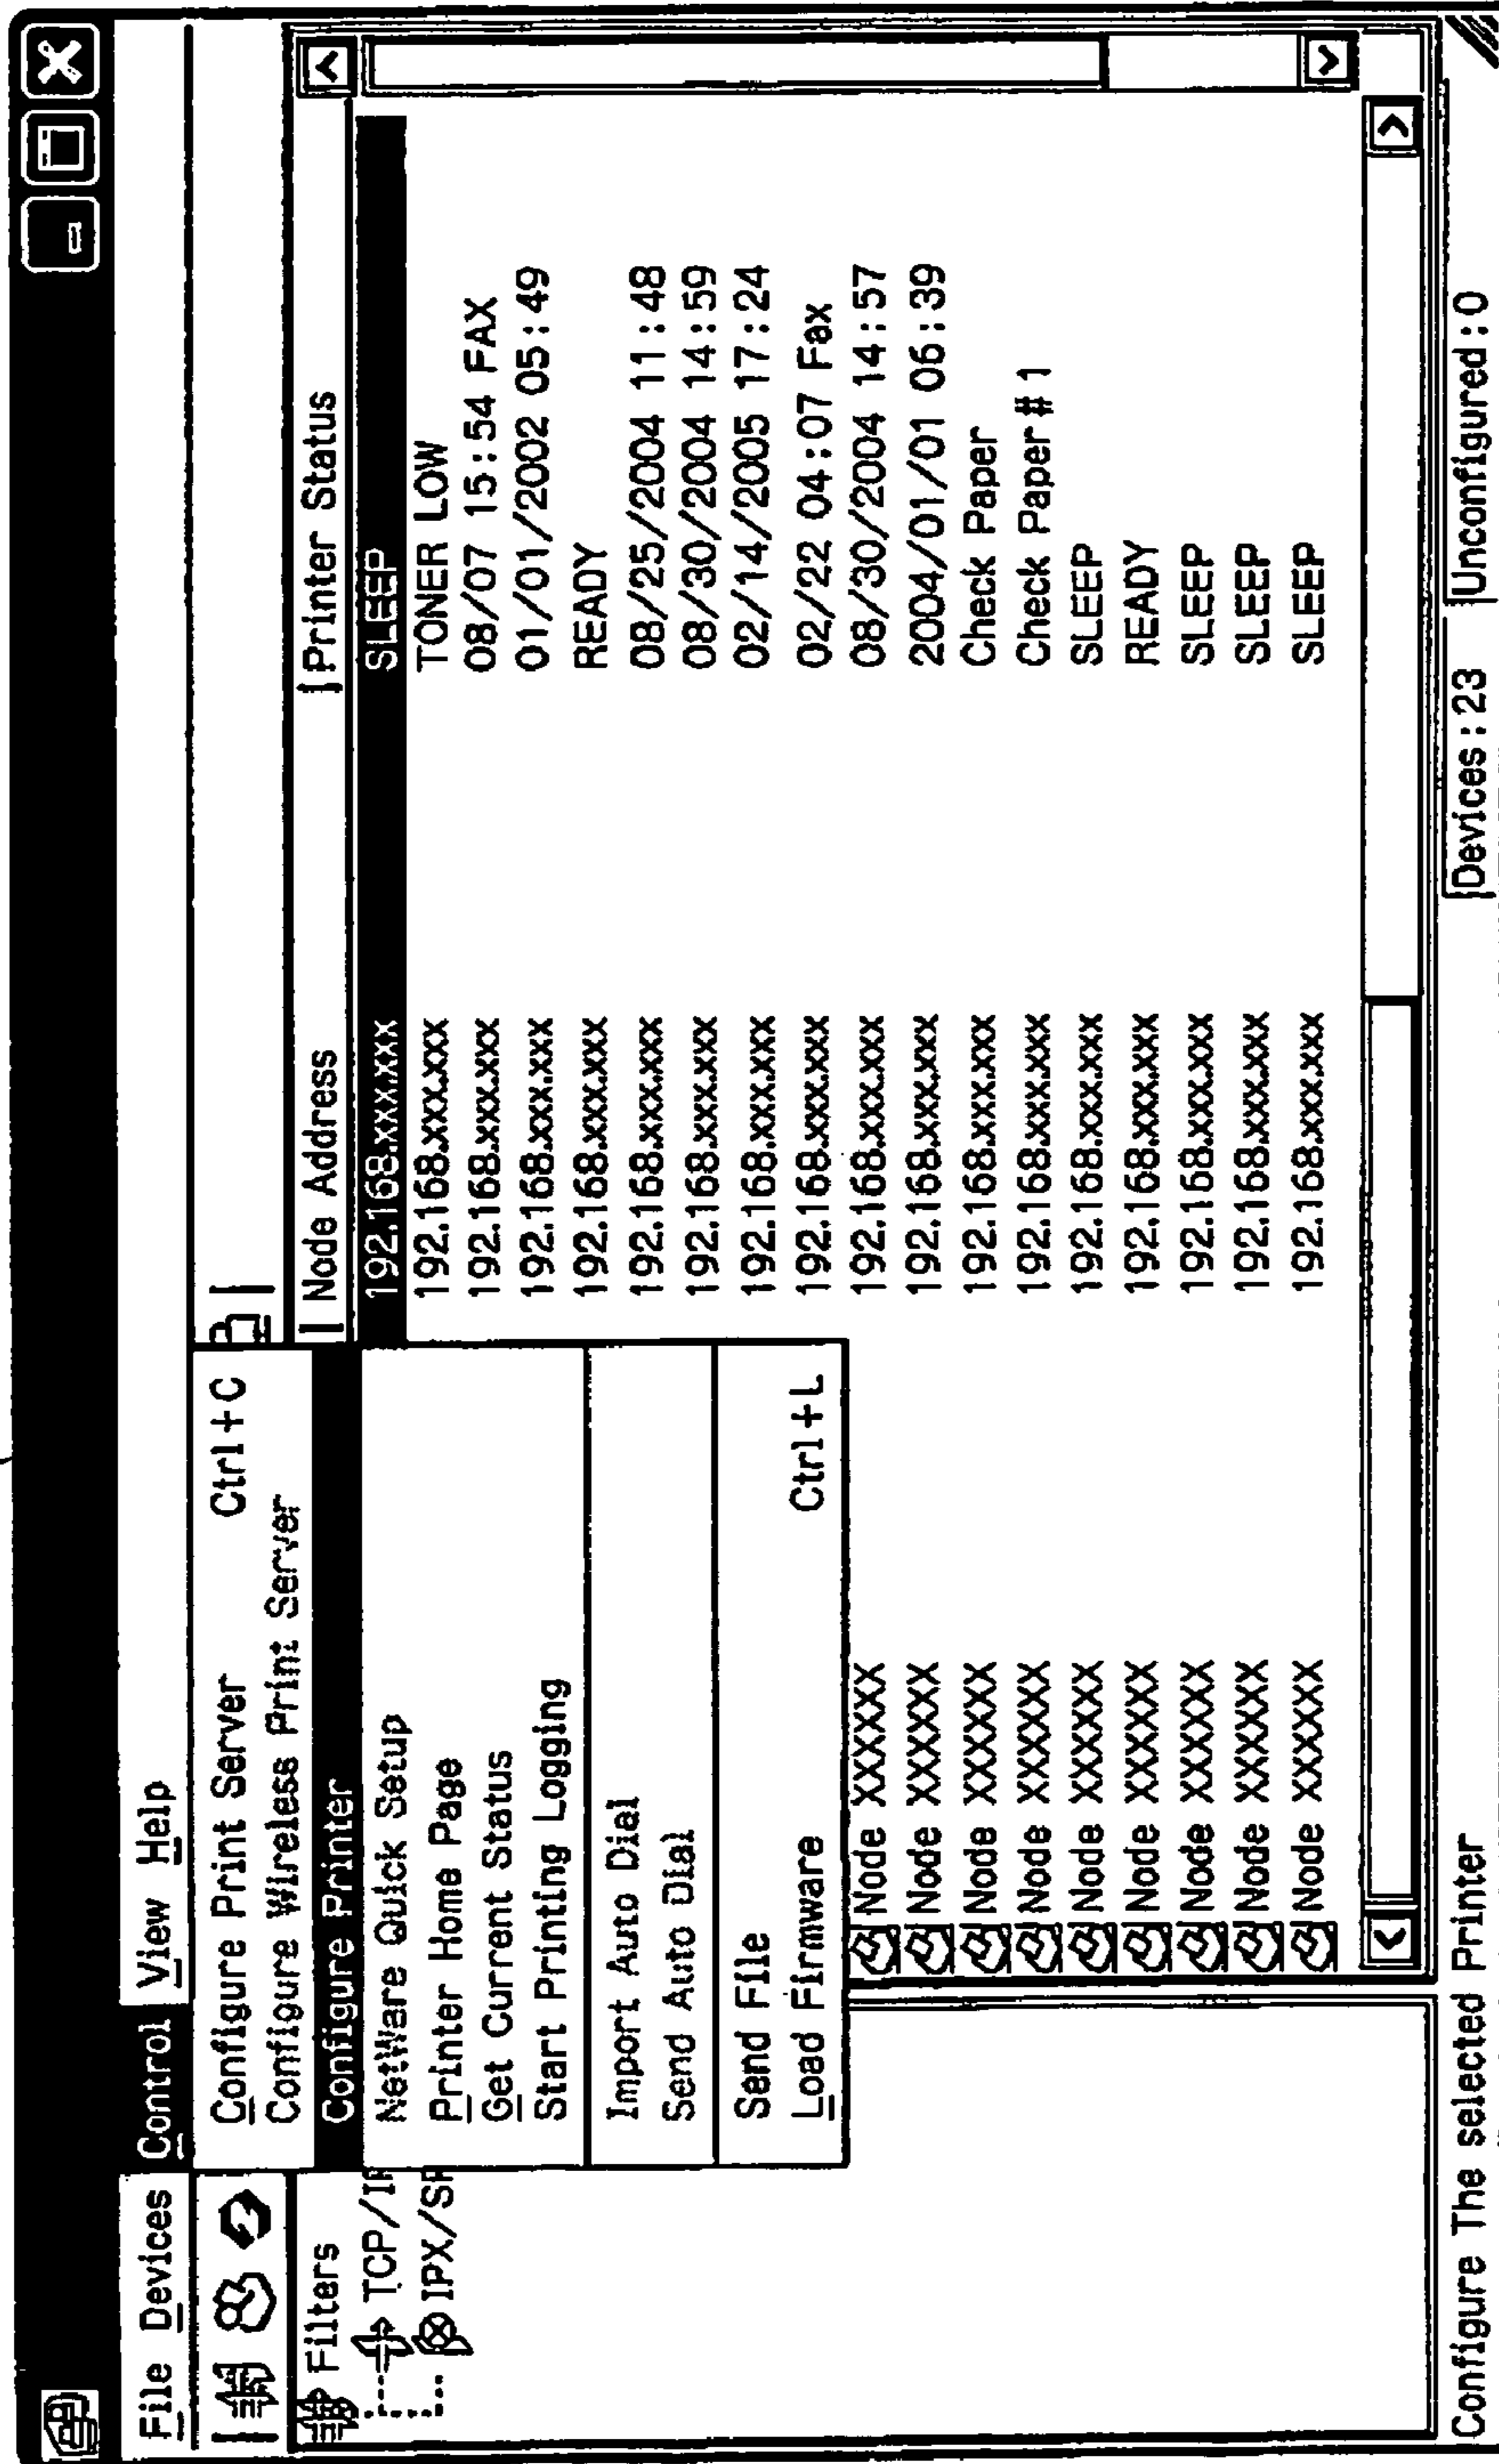 File Devices Control View Help
Configure Print Server Ctrl+C
Configure Wireless Print Server
Configure Printer
NetWare Quick Setup
Printer Home Page
Get Current Status
Start Printing Logging
Import Auto Dial
Send Auto Dial
Send File
Load Firmware Ctrl+L
Filters
TCP/IP
IPX/SP
Node Address Printer Status
192.168.xxx.xxx SLEEP
192.168.xxx.xxx TONER LOW
192.168.xxx.xxx 08/07 15:54 FAX
192.168.xxx.xxx 01/01/2002 05:49
192.168.xxx.xxx READY
192.168.xxx.xxx 08/25/2004 11:48
192.168.xxx.xxx 08/30/2004 14:59
192.168.xxx.xxx 02/14/2005 17:24
192.168.xxx.xxx 02/22 04:07 Fax
Node XXXXXX 192.168.xxx.xxx 08/30/2004 14:57
Node XXXXXX 192.168.xxx.xxx 2004/01/01 06:39
Node XXXXXX 192.168.xxx.xxx Check Paper
Node XXXXXX 192.168.xxx.xxx Check Paper # 1
Node XXXXXX 192.168.xxx.xxx SLEEP
Node XXXXXX 192.168.xxx.xxx READY
Node XXXXXX 192.168.xxx.xxx SLEEP
Node XXXXXX 192.168.xxx.xxx SLEEP
Node XXXXXX 192.168.xxx.xxx SLEEP
Configure The selected Printer Devices:23 Unconfigured:0